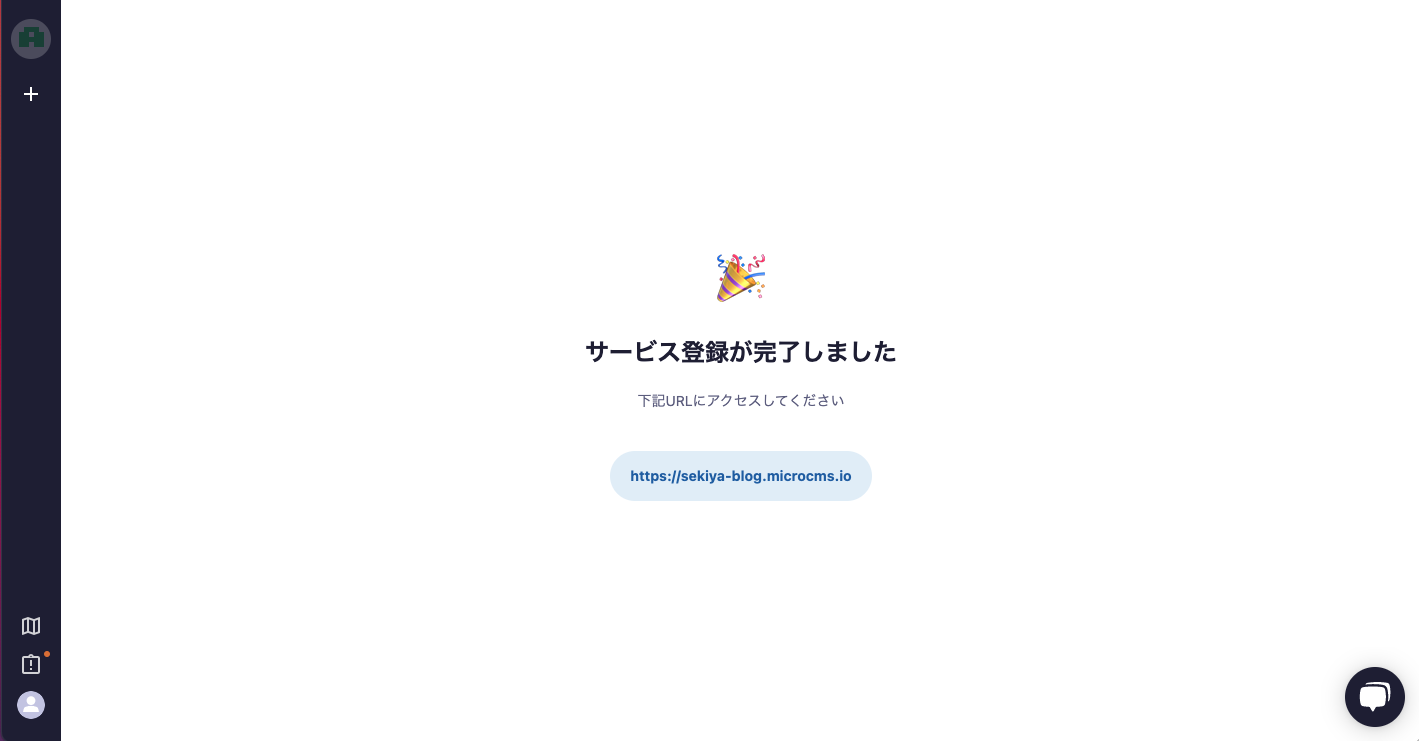 サービス登録が完了しました
下記URLにアクセスしてください
https://sekiya-blog.microcms.io